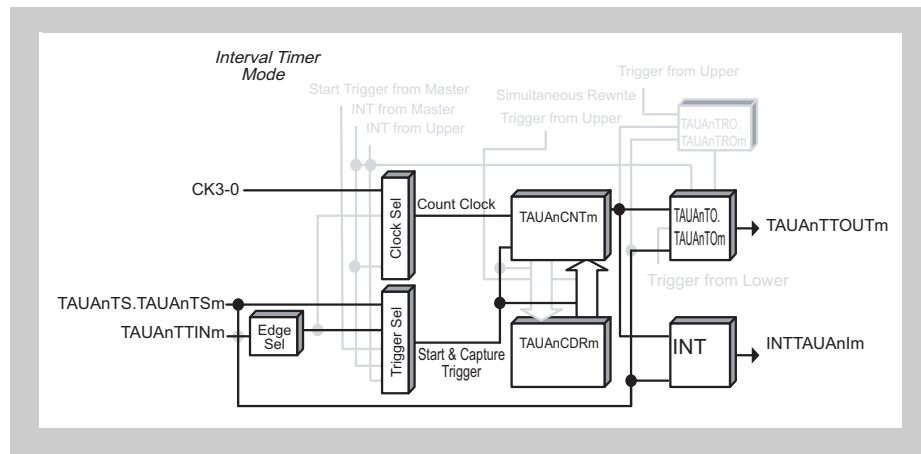 Interval Timer
Mode
Trigger from Upper
Start Trigger from Master
Simultaneous Rewrite
INT from Master
Trigger from Upper
INT from Upper
TAUAnTRO.
TAUAnTROm
CK3-0
Clock Sel
Count Clock
TAUAnCNTm
TAUAnTO.
TAUAnTOm
TAUAnTTOUTm
Trigger from Lower
TAUAnTS.TAUAnTSm
TAUAnTTINm
Edge
Sel
Trigger Sel
Start & Capture
Trigger
TAUAnCDRm
INT
INTTAUAnIm